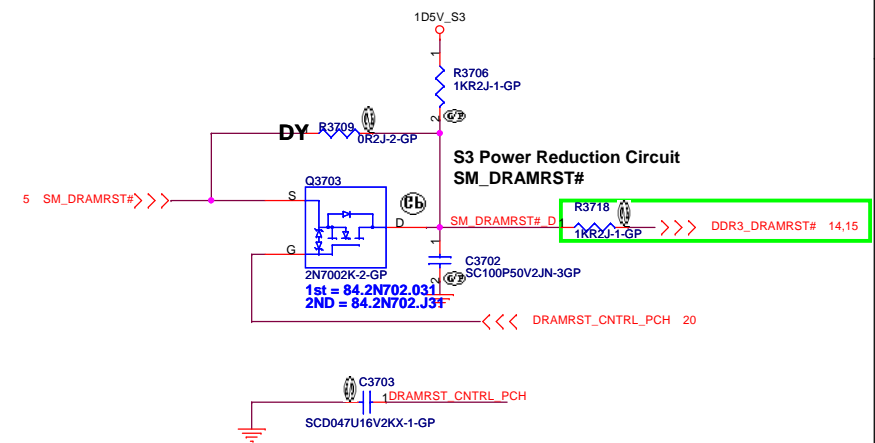 1D5V_S3
1
R3706
1KR2J-1-GP
2
DY
R3709
0R2J-2-GP
S3 Power Reduction Circuit
SM_DRAMRST#
Q3703
5 SM_DRAMRST#
S
D
G
SM_DRAMRST#_D
1
R3718
1KR2J-1-GP
DDR3_DRAMRST# 14,15
1
C3702
SC100P50V2JN-3GP
2
2N7002K-2-GP
1st = 84.2N702.031
2ND = 84.2N702.J31
DRAMRST_CNTRL_PCH 20
C3703
1
DRAMRST_CNTRL_PCH
SCD047U16V2KX-1-GP